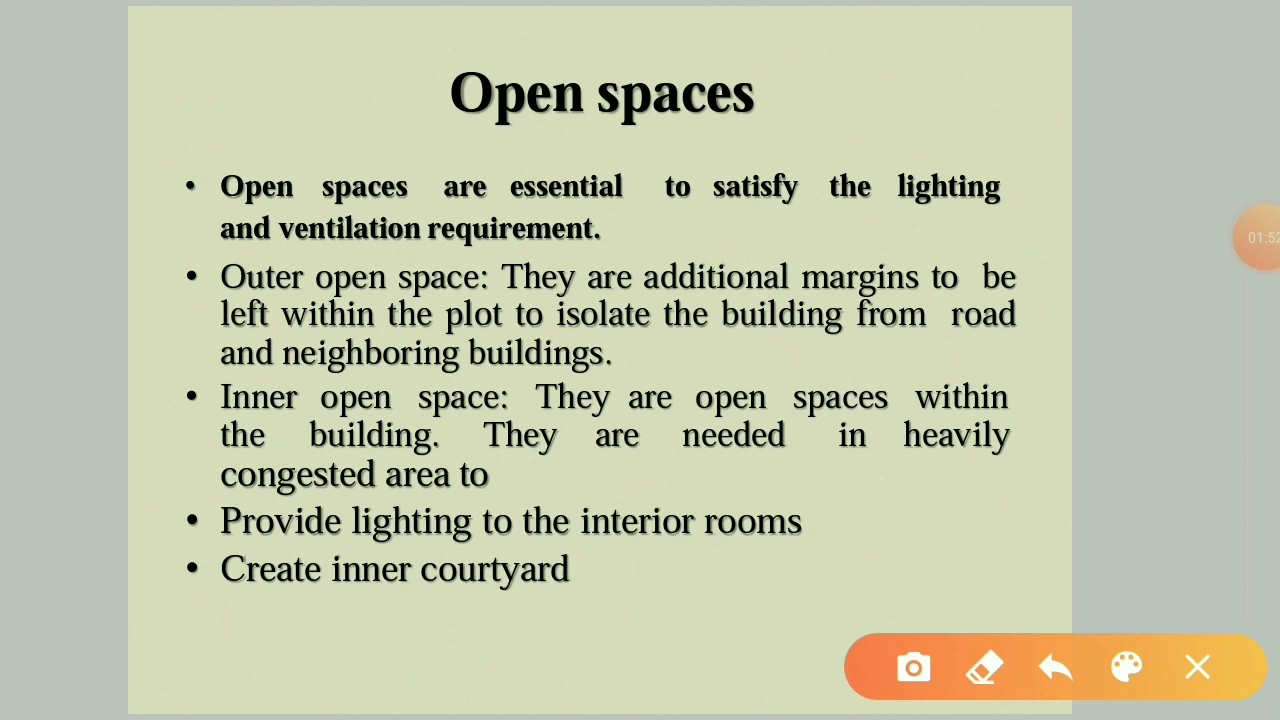 Open spaces
• Open spaces are essential to satisfy the lighting
and ventilation requirement.
• Outer open space: They are additional margins to be
left within the plot to isolate the building from road
and neighboring buildings.
• Inner open space: They are open spaces within
the building. They are needed in heavily
congested area to
• Provide lighting to the interior rooms
• Create inner courtyard
01:52